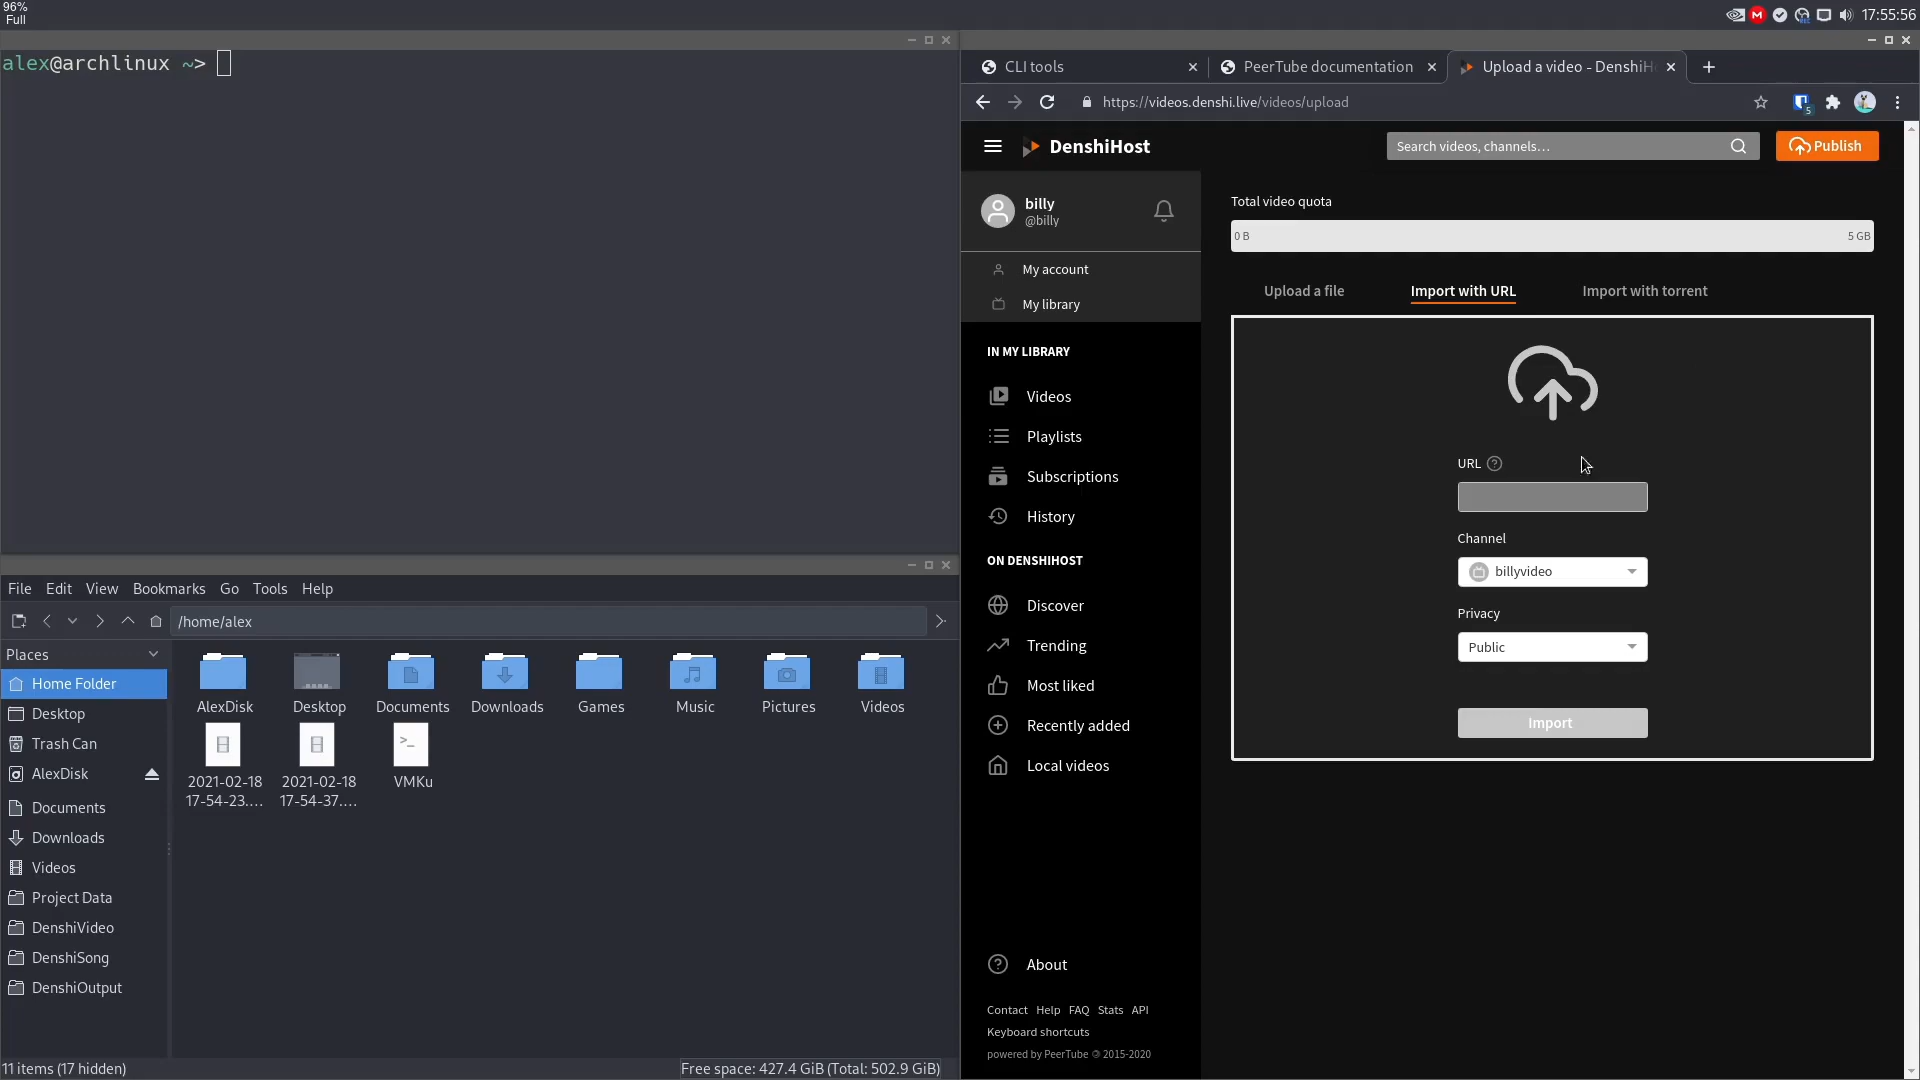 96%
Full
17:55:56
alex@archlinux ~>
CLI tools
PeerTube documentation
Upload a video - DenshiH
https://videos.denshi.live/videos/upload
5
DenshiHost
Search videos, channels…
Publish
billy
@billy
My account
My library
IN MY LIBRARY
Videos
Playlists
Subscriptions
History
ON DENSHIHOST
Discover
Trending
Most liked
Recently added
Local videos
About
Contact Help FAQ Stats API
Keyboard shortcuts
powered by PeerTube © 2015-2020
Total video quota
0 B
5 GB
Upload a file
Import with URL
Import with torrent
URL
Channel
billyvideo
Privacy
Public
Import
File Edit View Bookmarks Go Tools Help
/home/alex
Places
Home Folder
Desktop
Trash Can
AlexDisk
Documents
Downloads
Videos
Project Data
DenshiVideo
DenshiSong
DenshiOutput
AlexDisk
Desktop
Documents
Downloads
Games
Music
Pictures
Videos
2021-02-18
17-54-23....
2021-02-18
17-54-37....
VMKu
11 items (17 hidden)
Free space: 427.4 GiB (Total: 502.9 GiB)